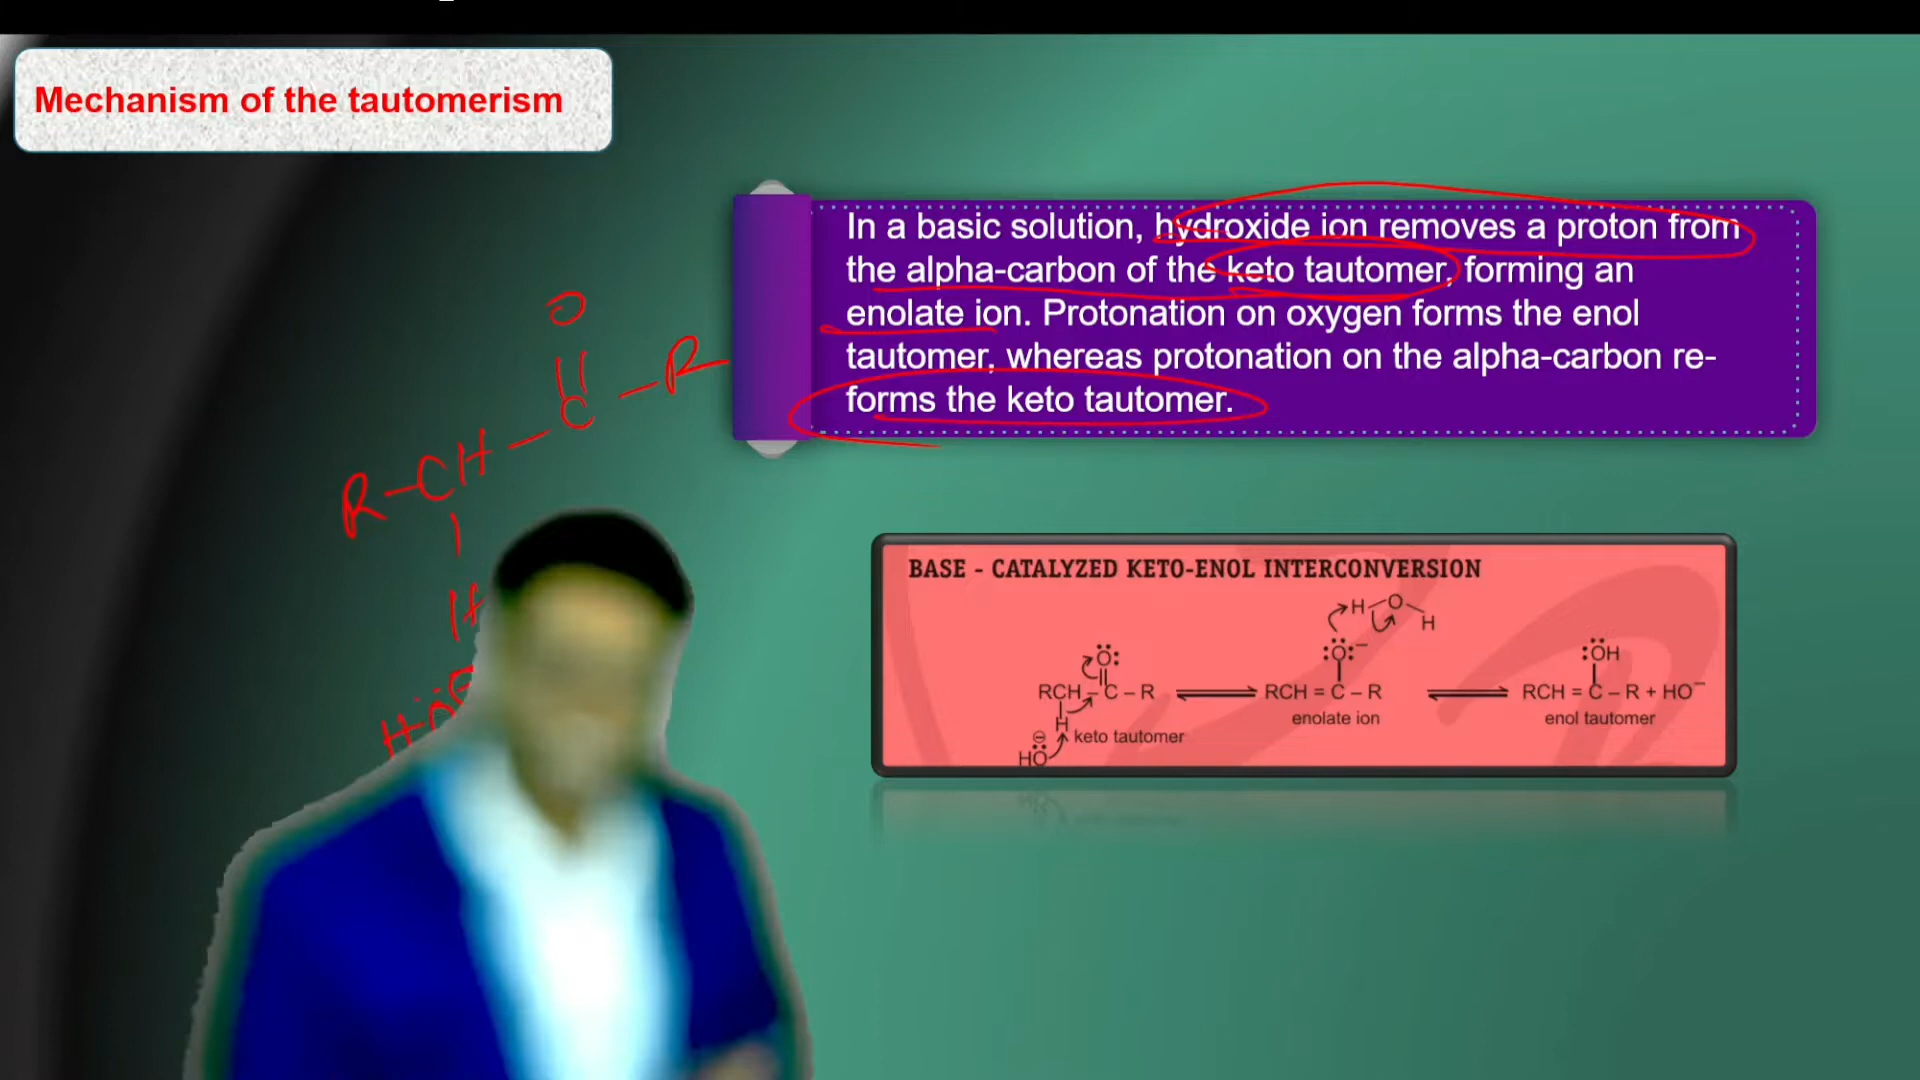 Mechanism of the tautomerism
In a basic solution, hydroxide ion removes a proton from
the alpha-carbon of the keto tautomer, forming an
enolate ion. Protonation on oxygen forms the enol
tautomer, whereas protonation on the alpha-carbon re-
forms the keto tautomer.
O
||
R-CH-C-R
|
H
BASE - CATALYZED KETO-ENOL INTERCONVERSION
H-O-H
:Ö: :Ö:⁻ :ÖH
RCH-C-R ⇌ RCH = C-R ⇌ RCH = C-R + HO⁻
H enolate ion enol tautomer
⊖ keto tautomer
HÖ